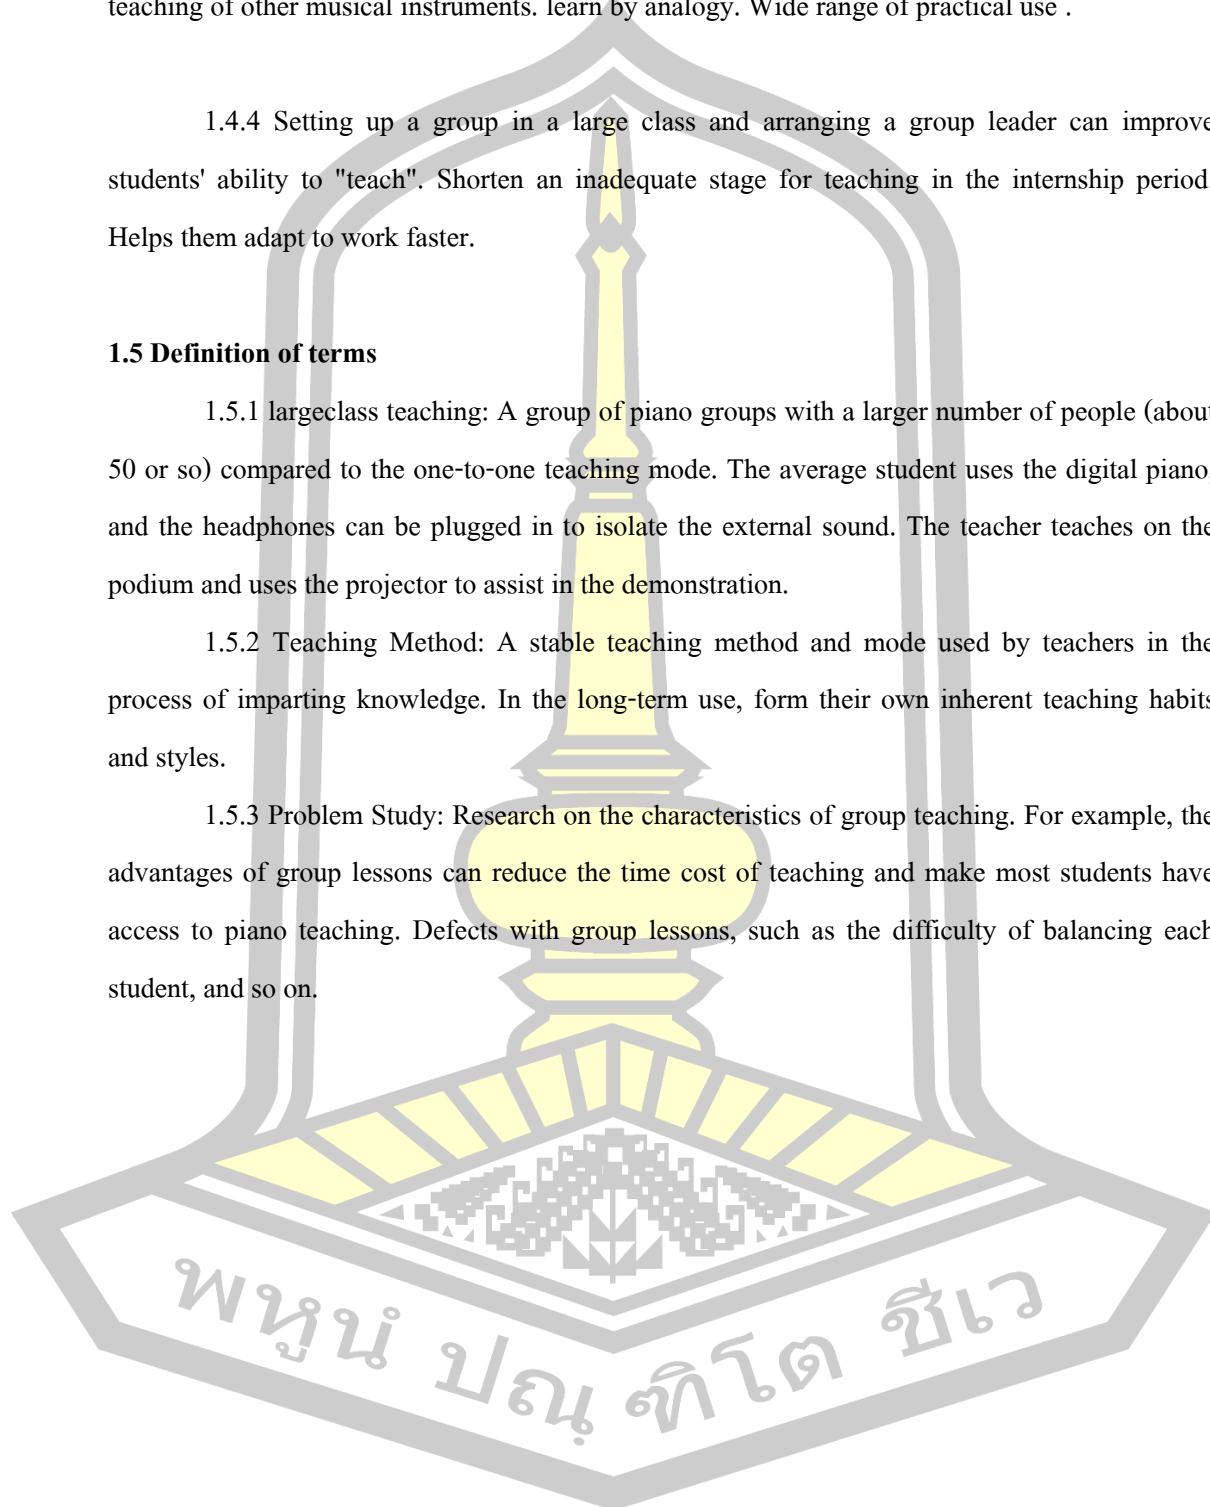 teaching of other musical instruments. learn by analogy. Wide range of practical use .
1.4.4 Setting up a group in a large class and arranging a group leader can improve
students' ability to "teach". Shorten an inadequate stage for teaching in the internship period.
Helps them adapt to work faster.
1.5 Definition of terms
1.5.1 largeclass teaching: A group of piano groups with a larger number of people (about
50 or so) compared to the one-to-one teaching mode. The average student uses the digital piano,
and the headphones can be plugged in to isolate the external sound. The teacher teaches on the
podium and uses the projector to assist in the demonstration.
1.5.2 Teaching Method: A stable teaching method and mode used by teachers in the
process of imparting knowledge. In the long-term use, form their own inherent teaching habits
and styles.
1.5.3 Problem Study: Research on the characteristics of group teaching. For example, the
advantages of group lessons can reduce the time cost of teaching and make most students have
access to piano teaching. Defects with group lessons, such as the difficulty of balancing each
student, and so on.
พหูนํ ปณฺฑิโต ชีเว